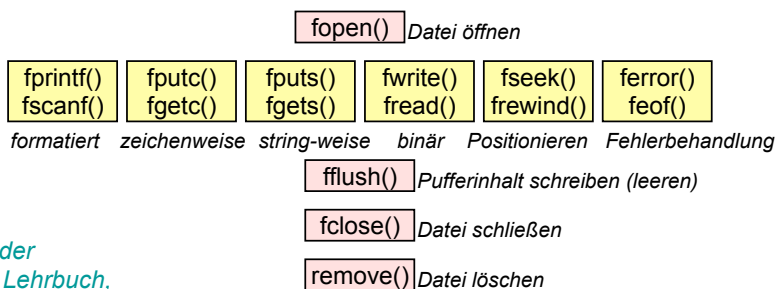 fopen() Datei öffnen
fprintf() fputc() fputs() fwrite() fseek() ferror()
fscanf() fgetc() fgets() fread() frewind() feof()
formatiert zeichenweise string-weise binär Positionieren Fehlerbehandlung
fflush() Pufferinhalt schreiben (leeren)
fclose() Datei schließen
der
Lehrbuch,
remove() Datei löschen